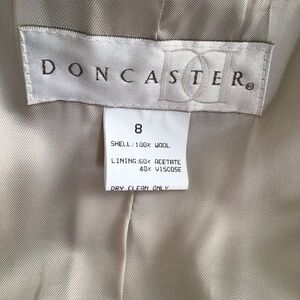 DONCASTER®
8
SHELL:100% WOOL
LINING:60% ACETATE
40% VISCOSE
DRY CLEAN ONLY